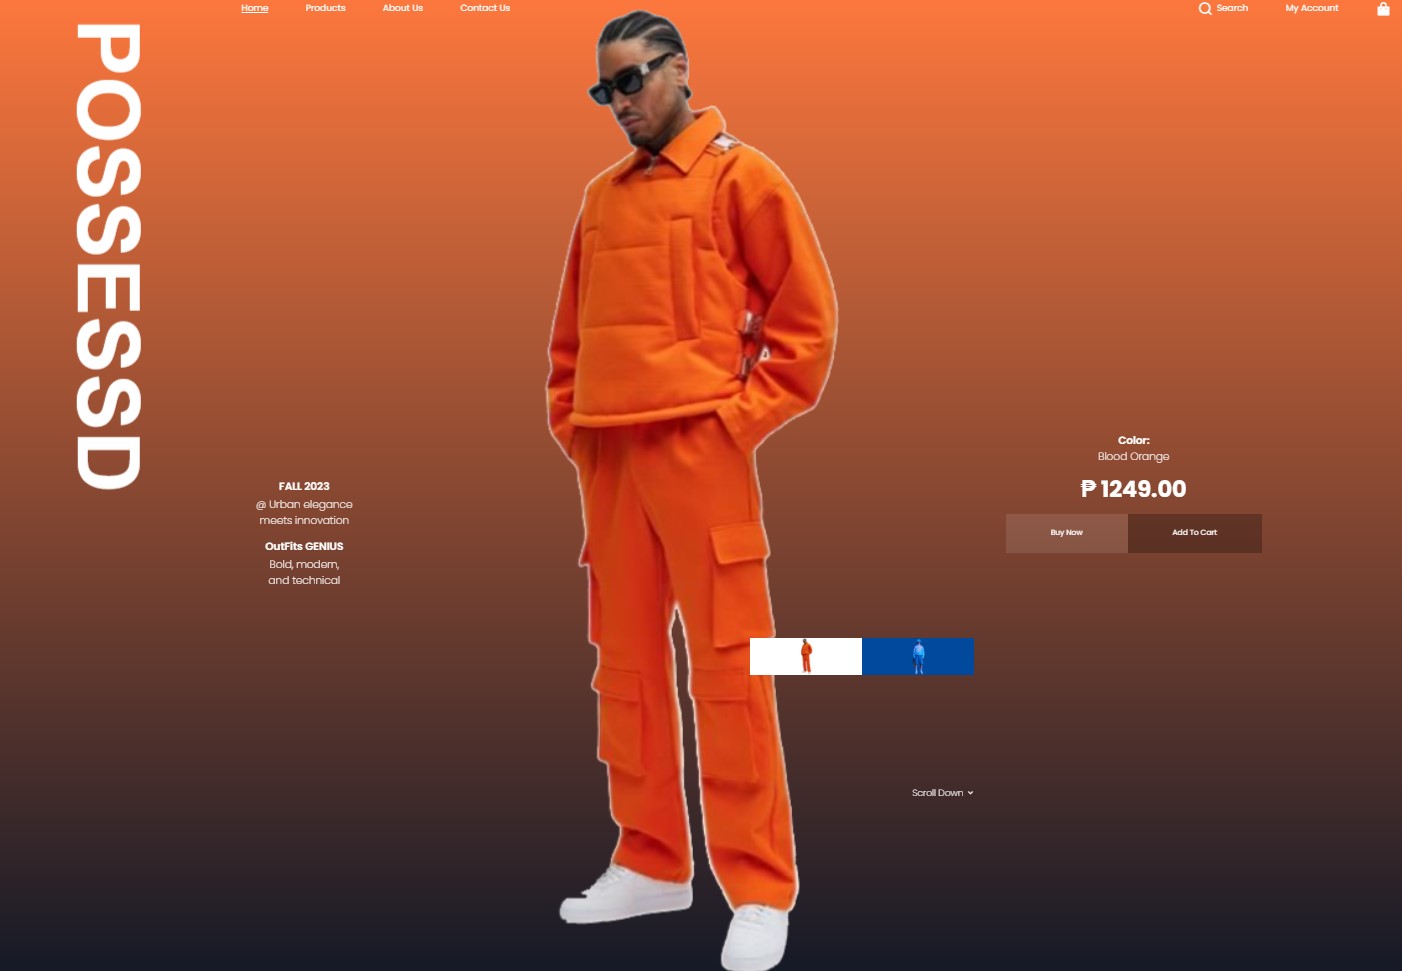 Home
Products
About Us
Contact Us
Search
My Account
POSSESSD
FALL 2023
@ Urban elegance
meets innovation
OutFits GENIUS
Bold, modern,
and technical
Color:
Blood Orange
₱ 1249.00
Buy Now
Add To Cart
Scroll Down